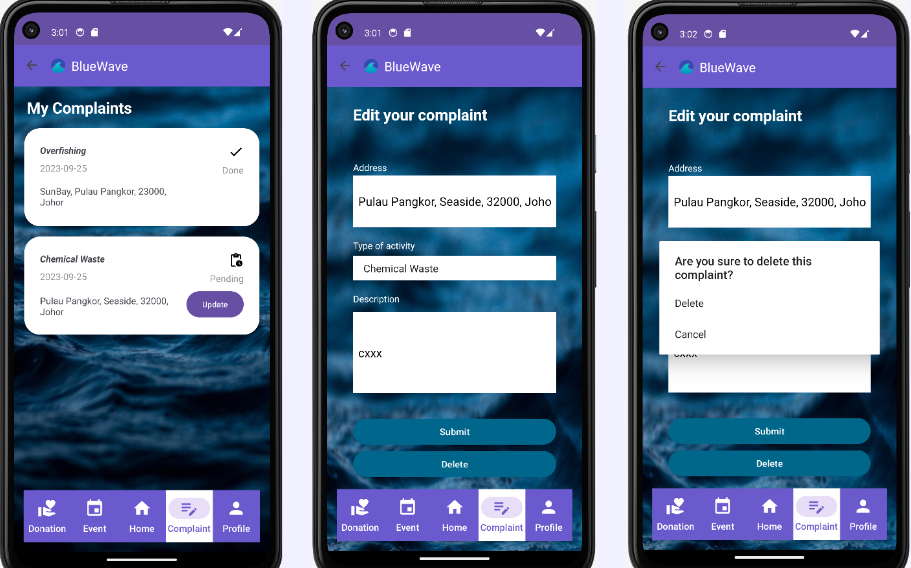 3:01
BlueWave
My Complaints
Overfishing
2023-09-25
Done
SunBay, Pulau Pangkor, 23000,
Johor
Chemical Waste
2023-09-25
Pending
Pulau Pangkor, Seaside, 32000,
Johor
Update
Donation
Event
Home
Complaint
Profile
3:01
BlueWave
Edit your complaint
Address
Pulau Pangkor, Seaside, 32000, Joho
Type of activity
Chemical Waste
Description
cxxx
Submit
Delete
Donation
Event
Home
Complaint
Profile
3:02
BlueWave
Edit your complaint
Address
Pulau Pangkor, Seaside, 32000, Joho
Are you sure to delete this
complaint?
Delete
Cancel
cxxx
Submit
Delete
Donation
Event
Home
Complaint
Profile